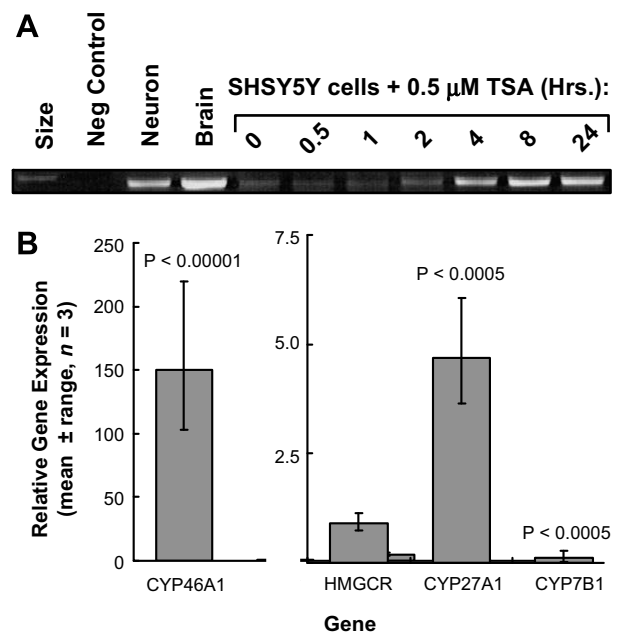 A
Size
Neg Control
Neuron
Brain
SHSY5Y cells + 0.5 μM TSA (Hrs.):
0 0.5 1 2 4 8 24
B
Relative Gene Expression
(mean ± range, n = 3)
250
200
150
100
50
0
P < 0.00001
CYP46A1
7.5
5.0
2.5
P < 0.0005
P < 0.0005
HMGCR CYP27A1 CYP7B1
Gene